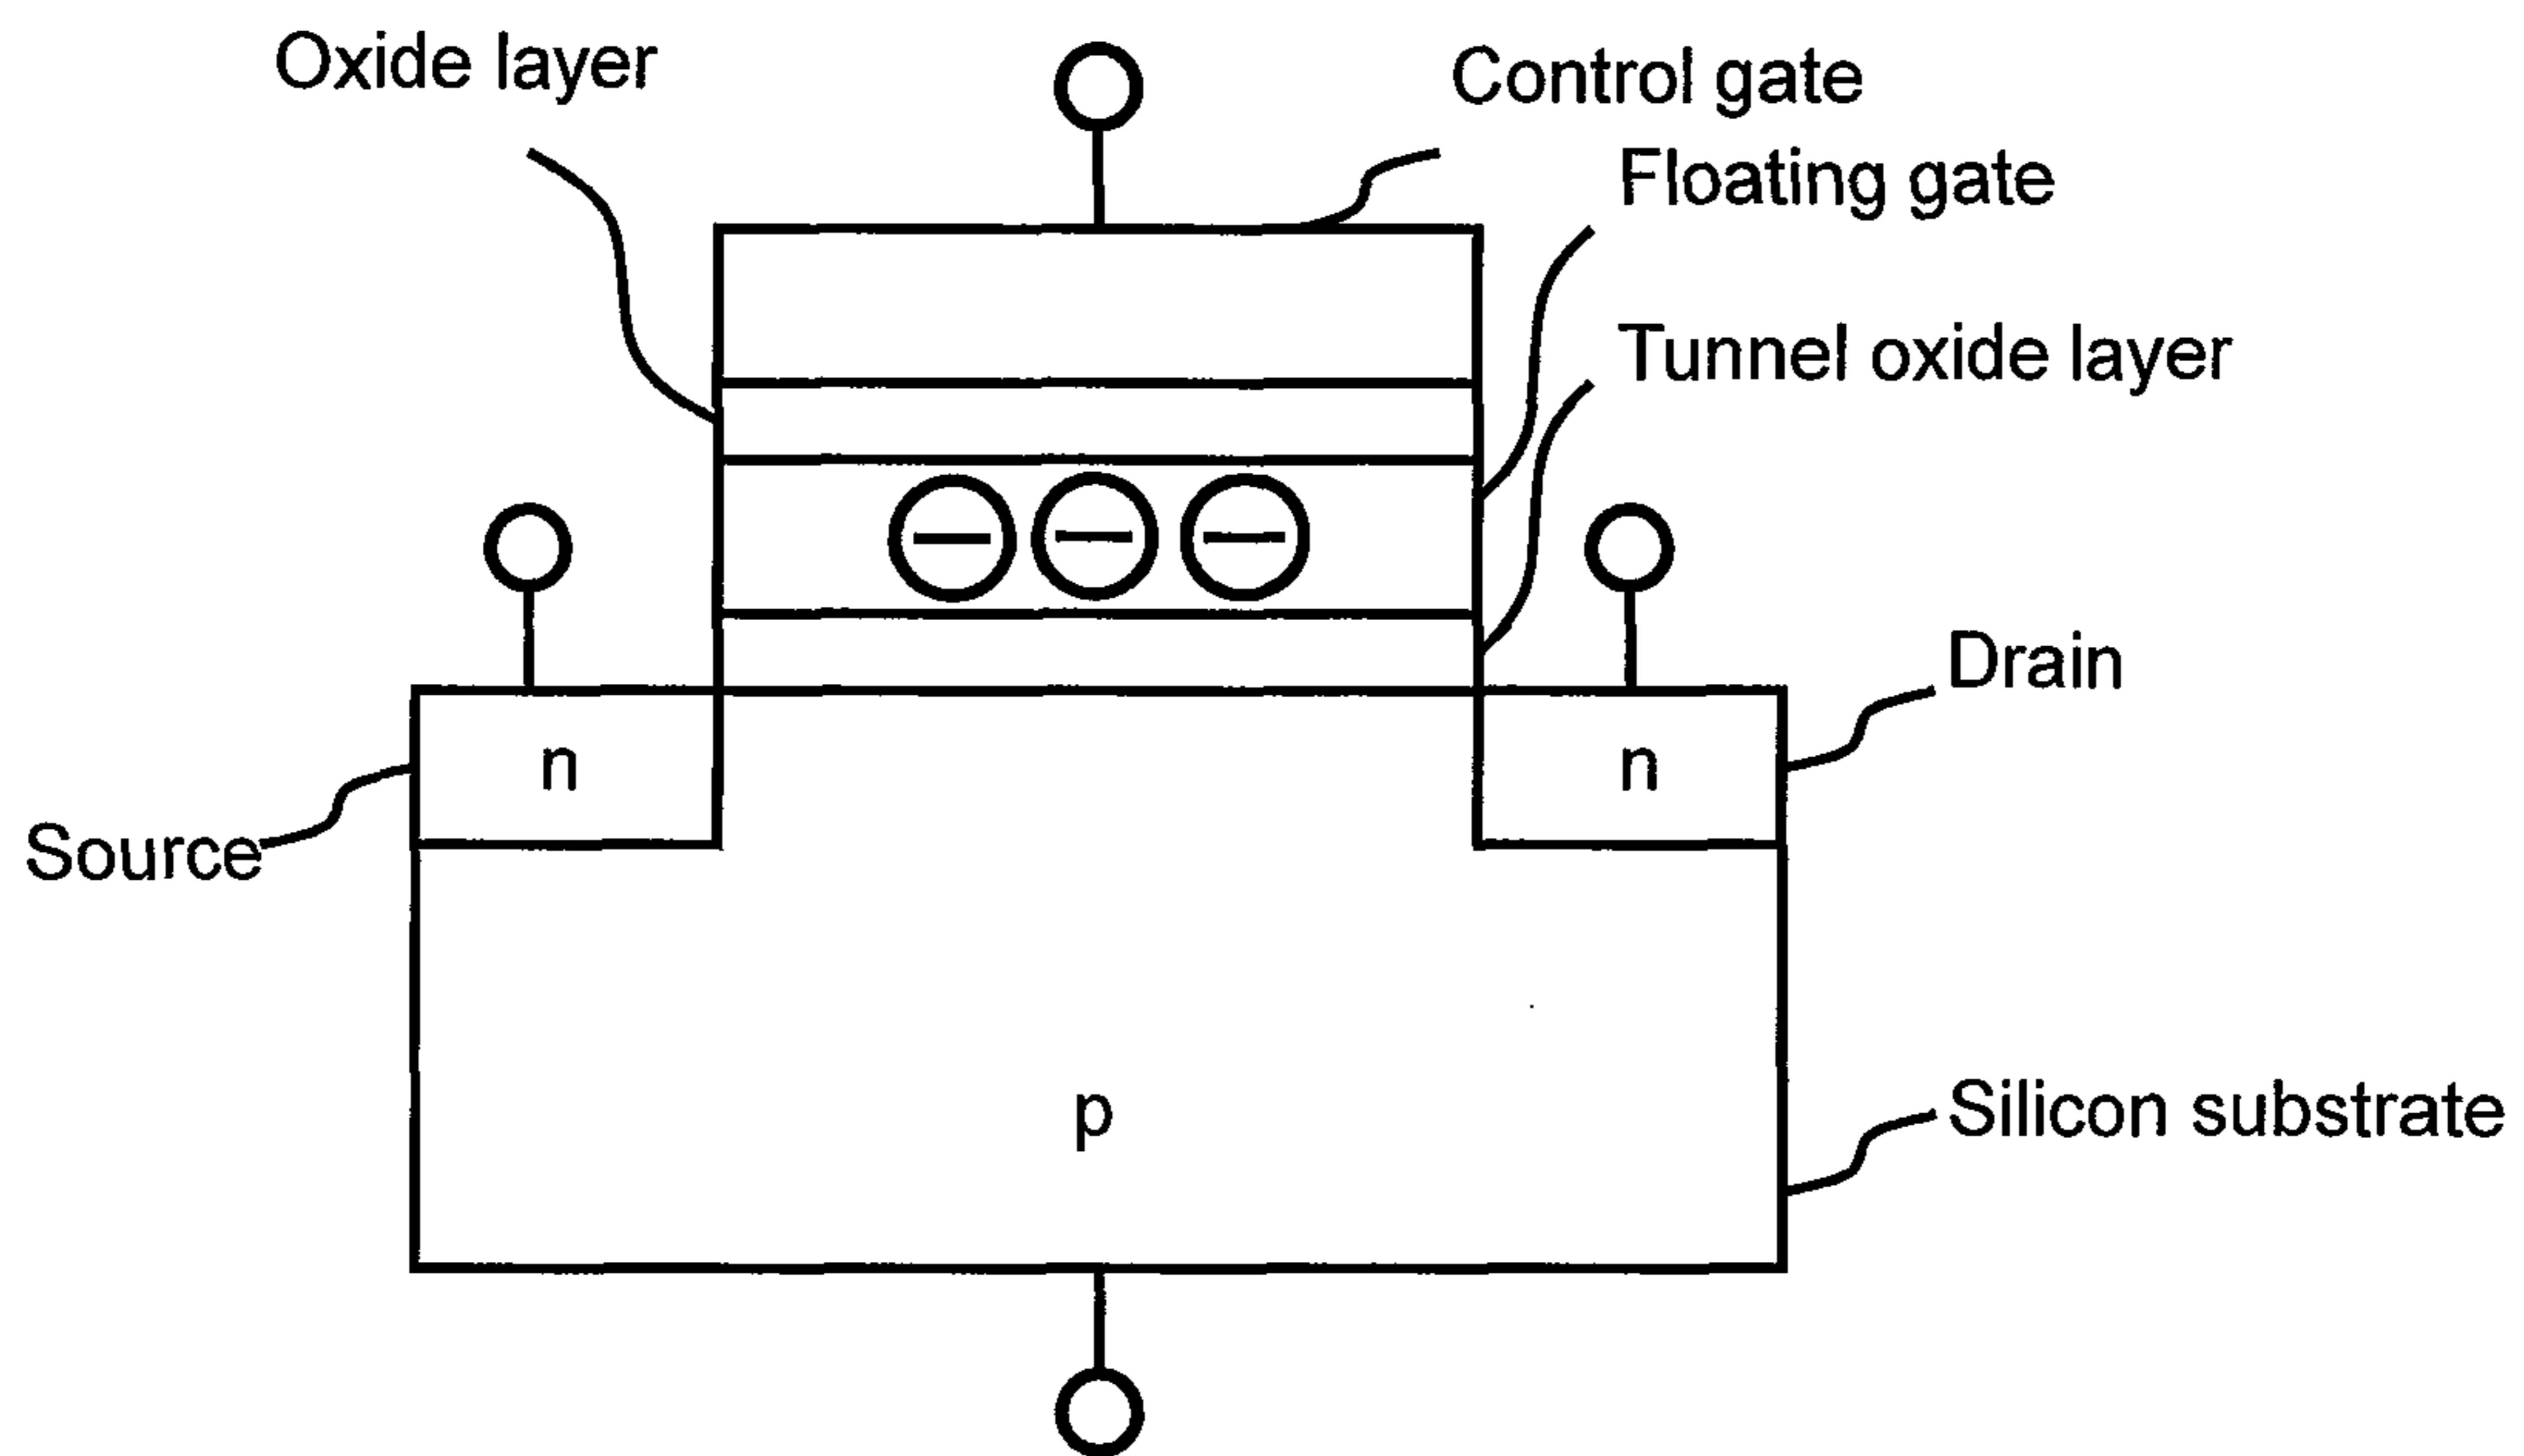 Oxide layer
Control gate
Floating gate
Tunnel oxide layer
Drain
n
n
Source
p
Silicon substrate